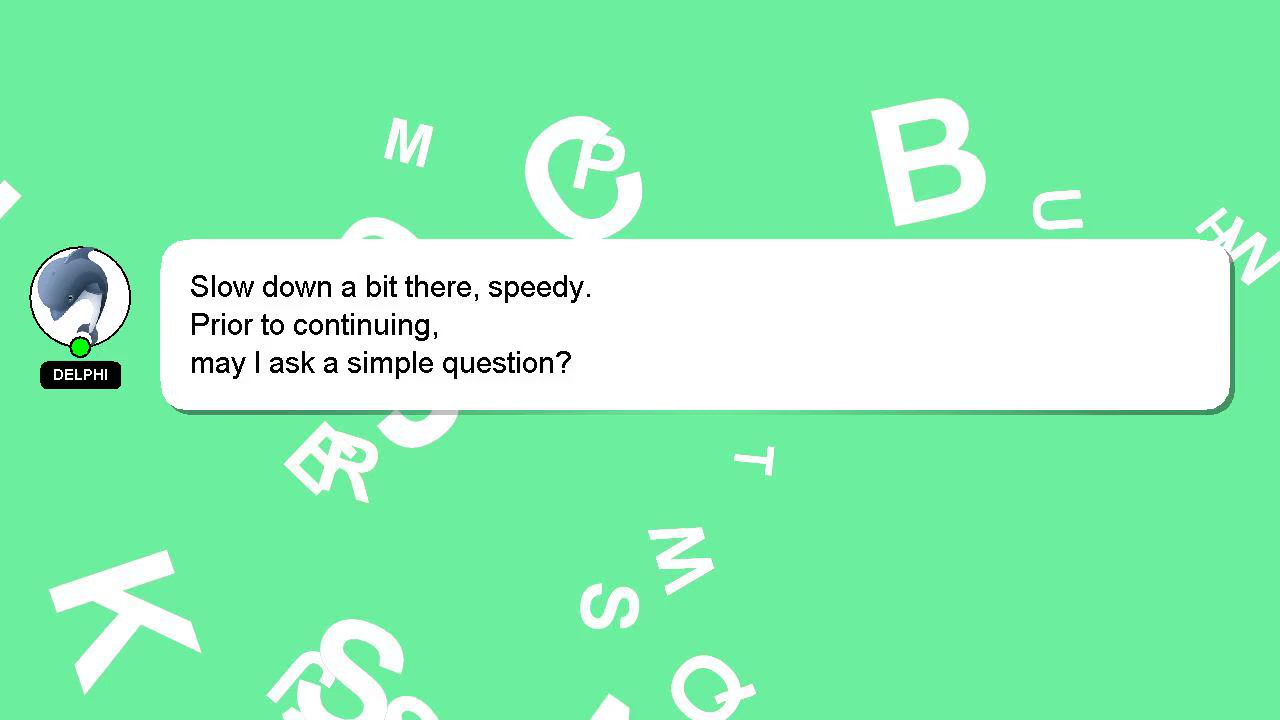 M
C
P
B
U
H
W
DELPHI
Slow down a bit there, speedy.
Prior to continuing,
may I ask a simple question?
R
T
K
M
S
S
Q